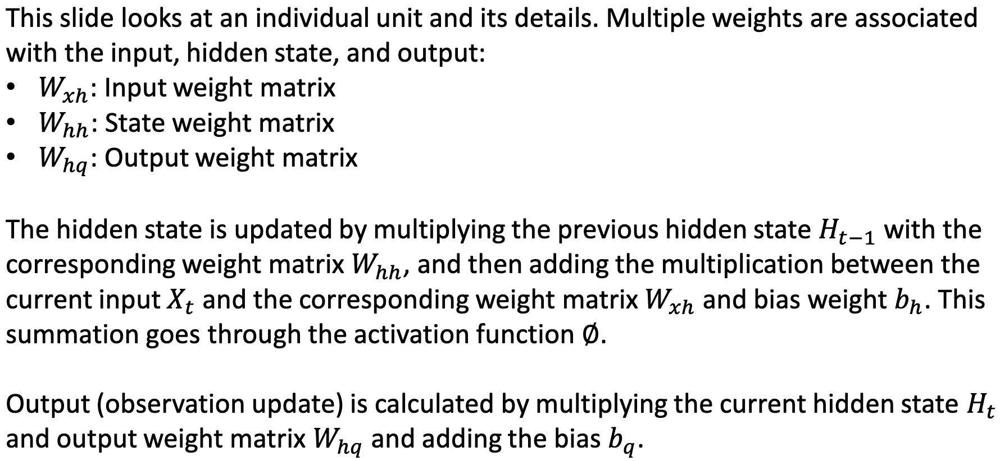 This slide looks at an individual unit and its details. Multiple weights are associated
with the input, hidden state, and output:
• $W_{xh}$: Input weight matrix
• $W_{hh}$: State weight matrix
• $W_{hq}$: Output weight matrix
The hidden state is updated by multiplying the previous hidden state $H_{t-1}$ with the
corresponding weight matrix $W_{hh}$, and then adding the multiplication between the
current input $X_t$ and the corresponding weight matrix $W_{xh}$ and bias weight $b_h$. This
summation goes through the activation function ∅.
Output (observation update) is calculated by multiplying the current hidden state $H_t$
and output weight matrix $W_{hq}$ and adding the bias $b_q$.